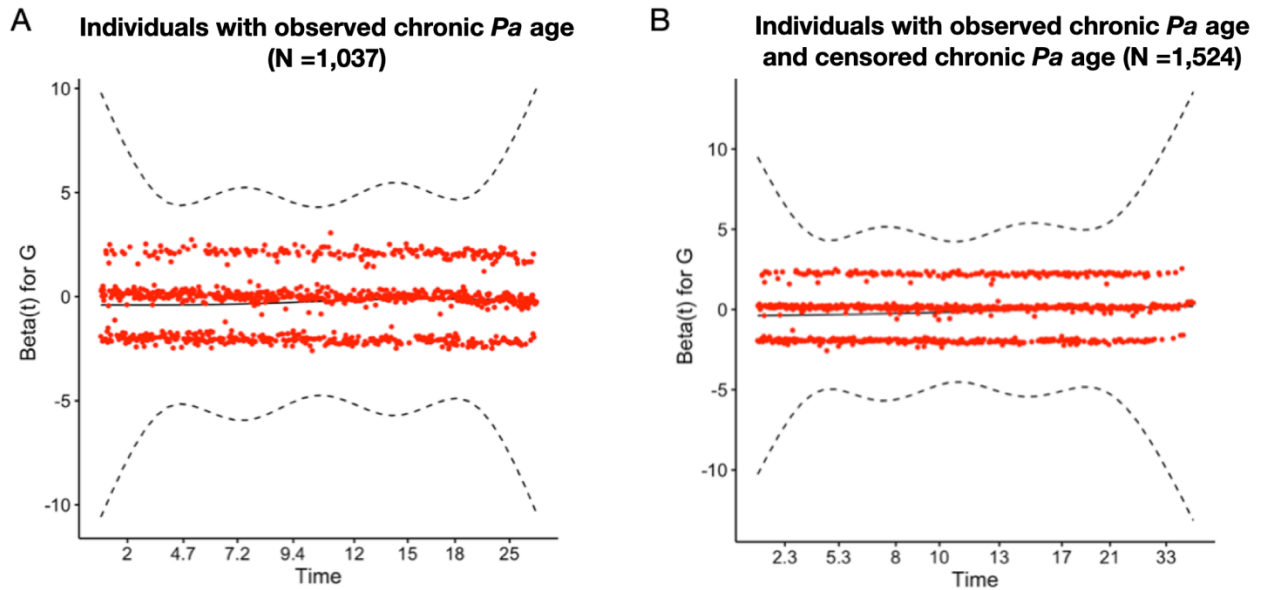 A
Individuals with observed chronic Pa age
(N =1,037)
10
5
0
-5
-10
Beta(t) for G
2 4.7 7.2 9.4 12 15 18 25
Time
B
Individuals with observed chronic Pa age
and censored chronic Pa age (N =1,524)
10
5
0
-5
-10
Beta(t) for G
2.3 5.3 8 10 13 17 21 33
Time